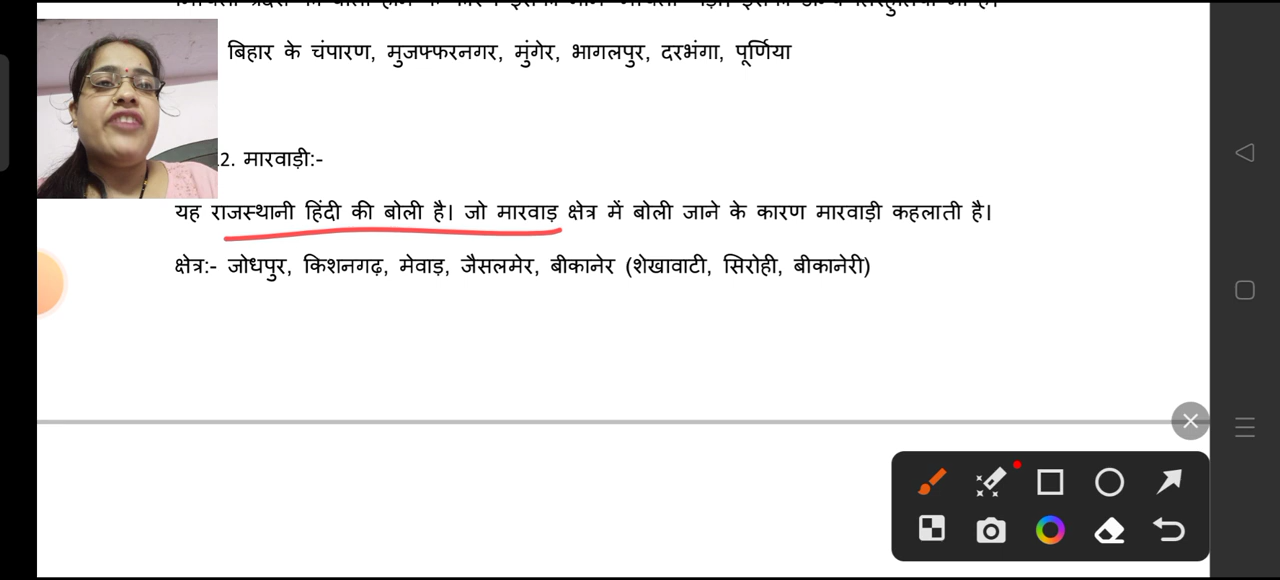 बिहार के चंपारण, मुजफ्फरनगर, मुंगेर, भागलपुर, दरभंगा, पूर्णिया
2. मारवाड़ी:-
यह राजस्थानी हिंदी की बोली है। जो मारवाड़ क्षेत्र में बोली जाने के कारण मारवाड़ी कहलाती है।
क्षेत्र:- जोधपुर, किशनगढ़, मेवाड़, जैसलमेर, बीकानेर (शेखावाटी, सिरोही, बीकानेरी)